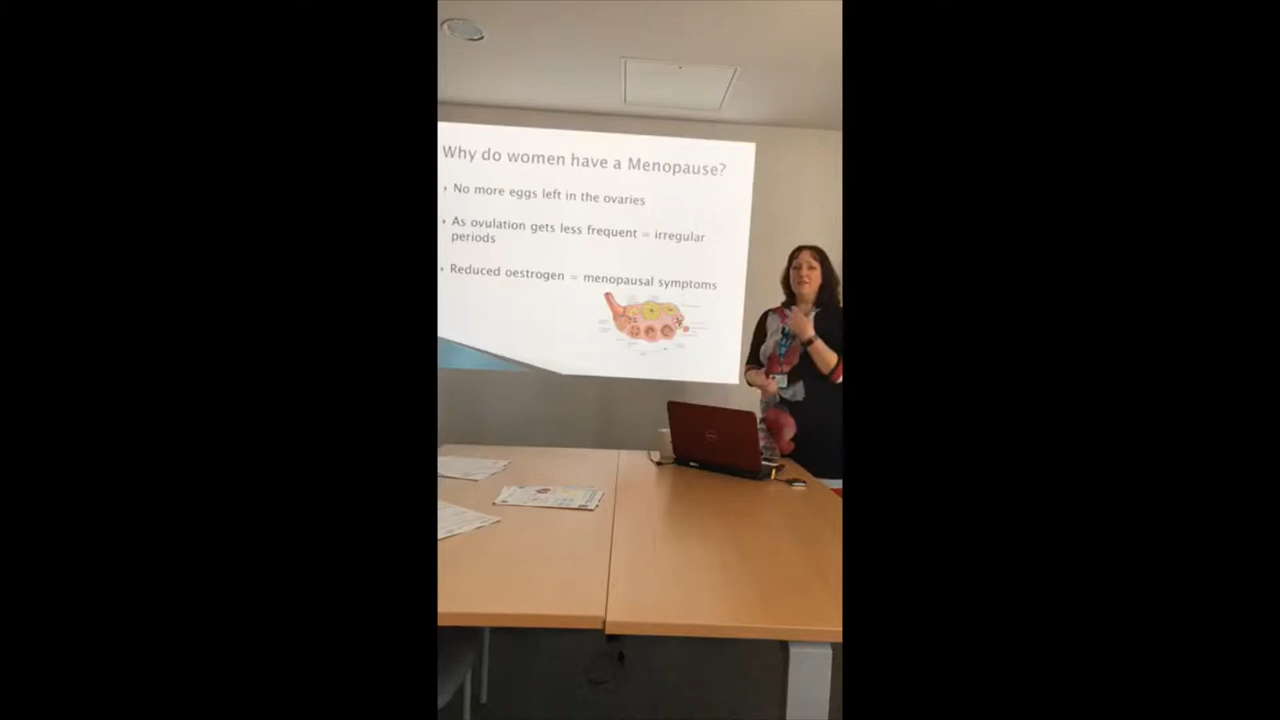 Why do women have a Menopause?
No more eggs left in the ovaries
As ovulation gets less frequent = irregular
periods
Reduced oestrogen = menopausal symptoms